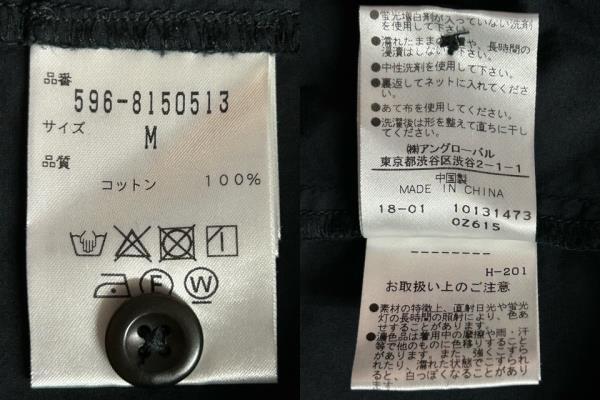 品番
596-8150513
サイズ
M
品質
コットン 100%
F
W
●蛍光増白剤が入っていない洗剤
を使用して下さい。
●濡れたままの放置や、長時間の
浸漬はしないで下さい。
●中性洗剤を使用して下さい。
●裏返してネットに入れてくださ
い。
●あて布を使用してください。
●洗濯後は形を整えて直ちに干し
てください。
㈱アングローバル
東京都渋谷区渋谷2-1-1
中国製
MADE IN CHINA
18-01 10131473
0Z615
---------
H-201
お取扱い上のご注意
●素材の特徴上、直射日光や蛍光
灯の長時間の照射により、色あ
せすることがあります。
●濃色品は着用中の摩擦や雨・汗
等で他のものに色移りすること
があります。また、強くこすら
れたり、濡れた状態でこすられ
ると、白っぽくなることがあり
ます。